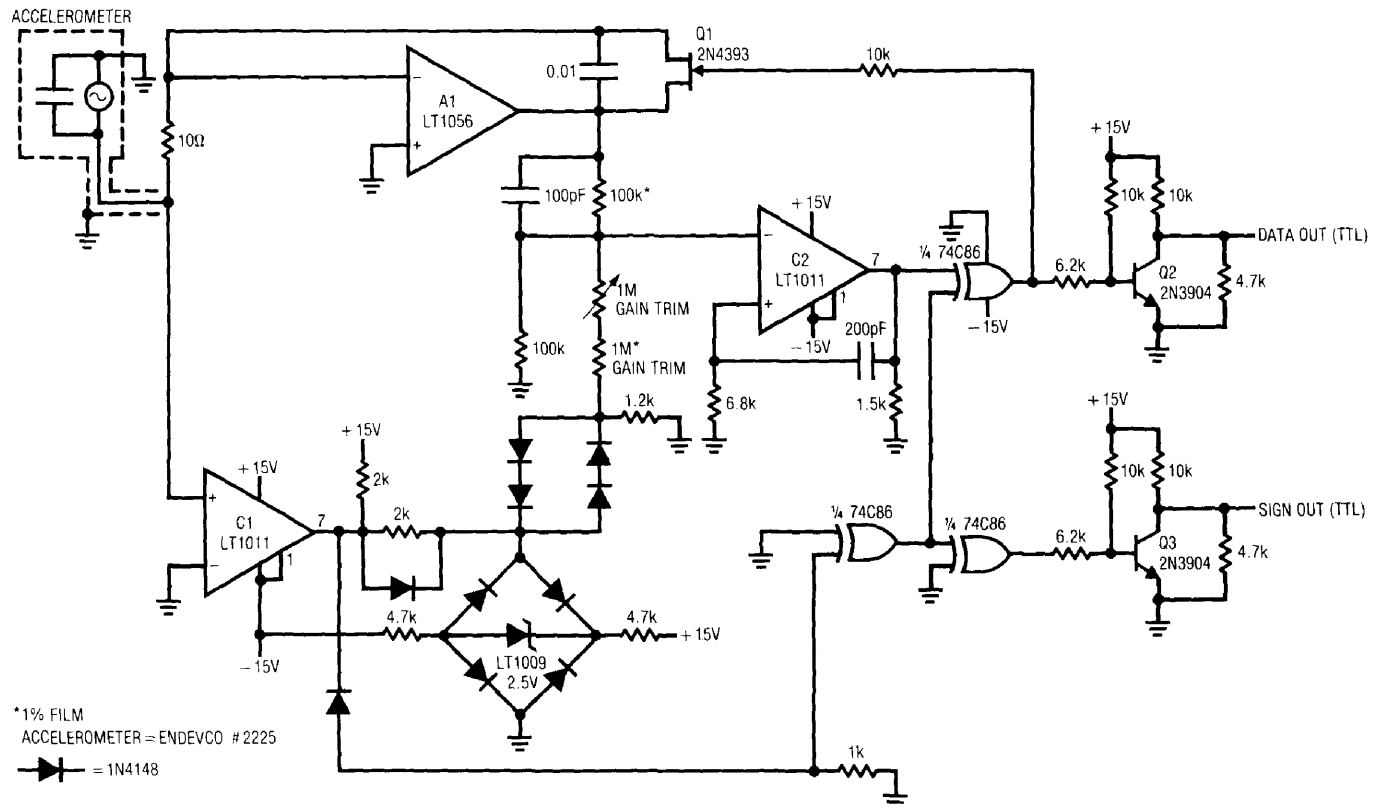 ACCELEROMETER
Q1
2N4393
10k
0.01
A1
LT1056
−
+
10Ω
+15V
10k
10k
100pF
100k*
+15V
DATA OUT (TTL)
−
C2
LT1011
7
1
+
¼ 74C86
6.2k
Q2
2N3904
4.7k
1M
GAIN TRIM
−15V
−15V
200pF
100k
1M*
GAIN TRIM
6.8k
1.5k
1.2k
+15V
+15V
2k
10k
10k
+15V
+
C1
LT1011
7
1
−
2k
¼ 74C86
¼ 74C86
SIGN OUT (TTL)
6.2k
Q3
2N3904
4.7k
4.7k
4.7k
+15V
−15V
LT1009
2.5V
*1% FILM
ACCELEROMETER = ENDEVCO #2225
= 1N4148
1k